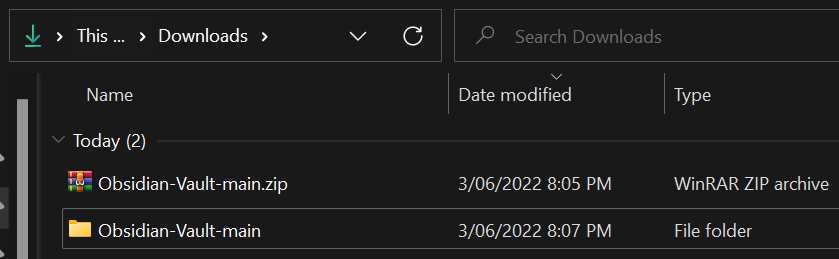 This ... Downloads Search Downloads
Name Date modified Type
Today (2)
Obsidian-Vault-main.zip 3/06/2022 8:05 PM WinRAR ZIP archive
Obsidian-Vault-main 3/06/2022 8:07 PM File folder